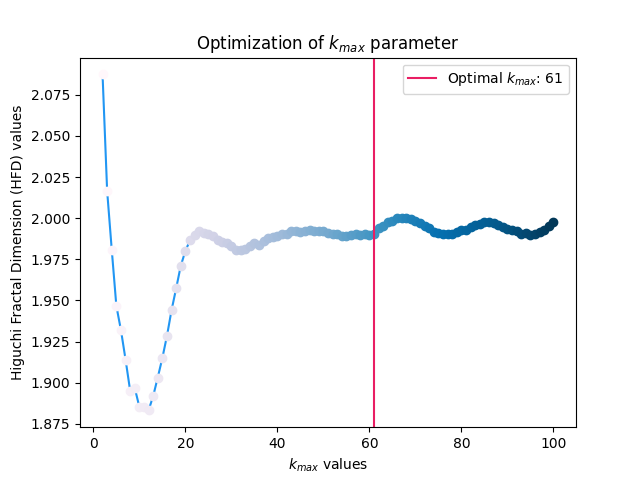 Optimization of $k_{max}$ parameter
Optimal $k_{max}$: 61
Higuchi Fractal Dimension (HFD) values
2.075
2.050
2.025
2.000
1.975
1.950
1.925
1.900
1.875
0 20 40 60 80 100
$k_{max}$ values